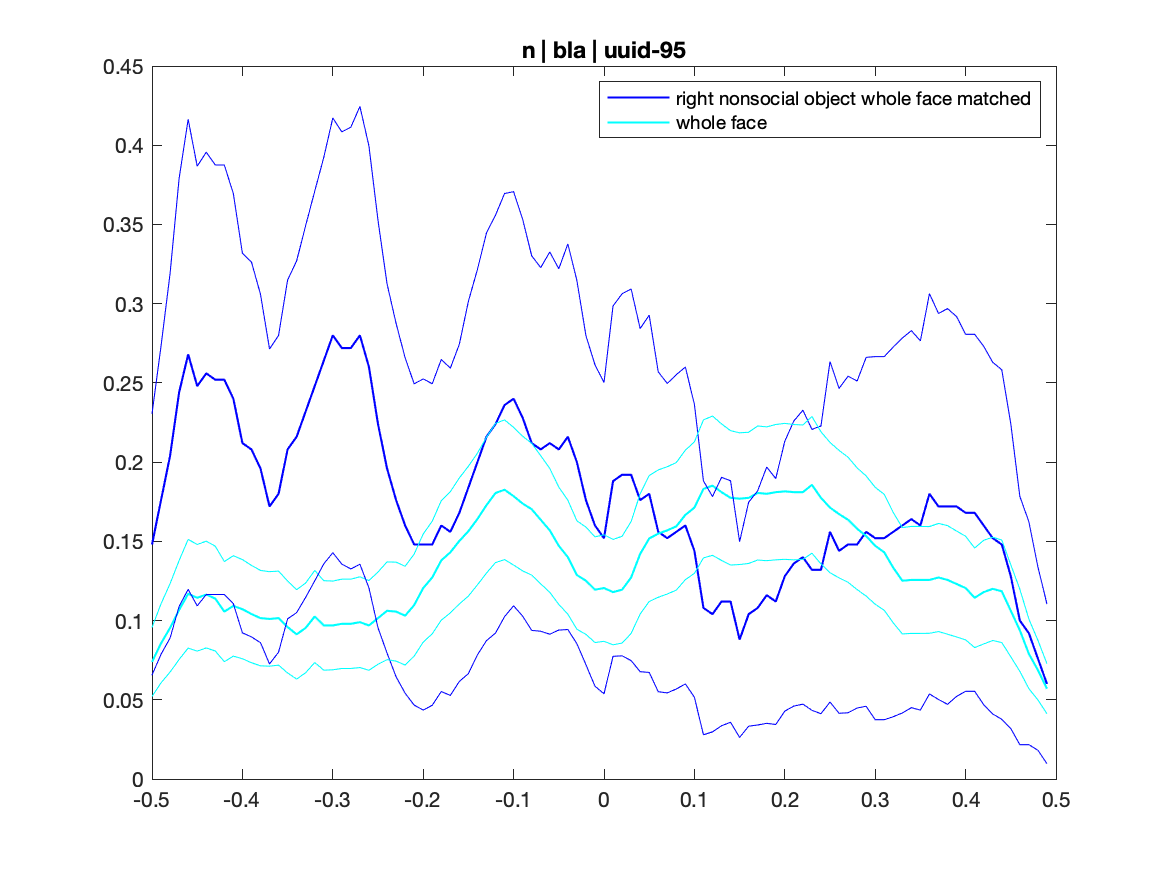 n | bla | uuid-95
right nonsocial object whole face matched
whole face
0.45
0.4
0.35
0.3
0.25
0.2
0.15
0.1
0.05
0
-0.5 -0.4 -0.3 -0.2 -0.1 0 0.1 0.2 0.3 0.4 0.5